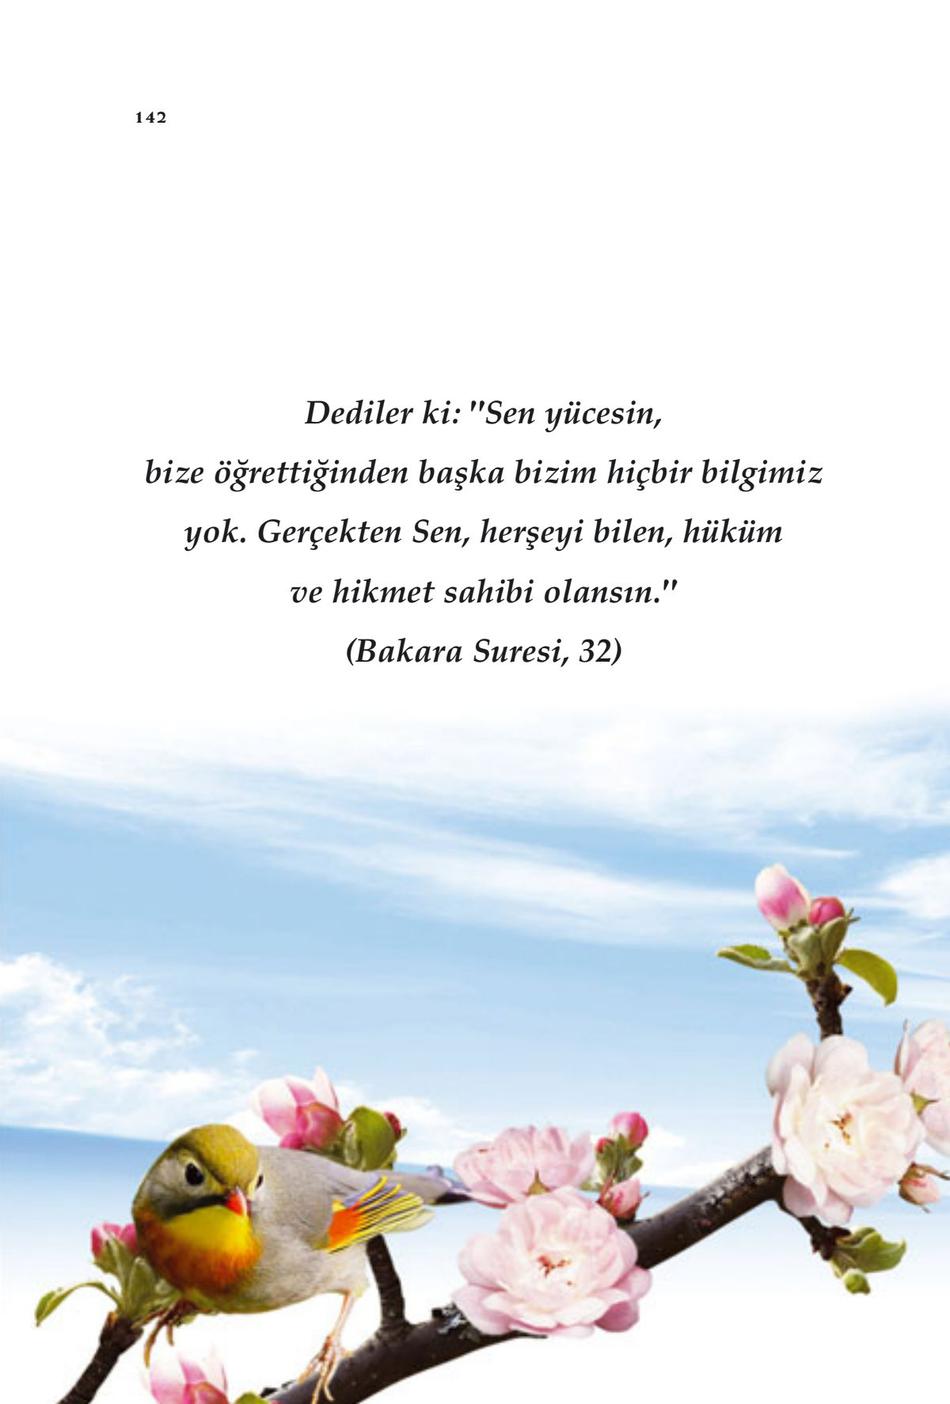 142
Dediler ki: "Sen yücesin,
bize öğrettiğinden başka bizim hiçbir bilgimiz
yok. Gerçekten Sen, herşeyi bilen, hüküm
ve hikmet sahibi olansın."
(Bakara Suresi, 32)